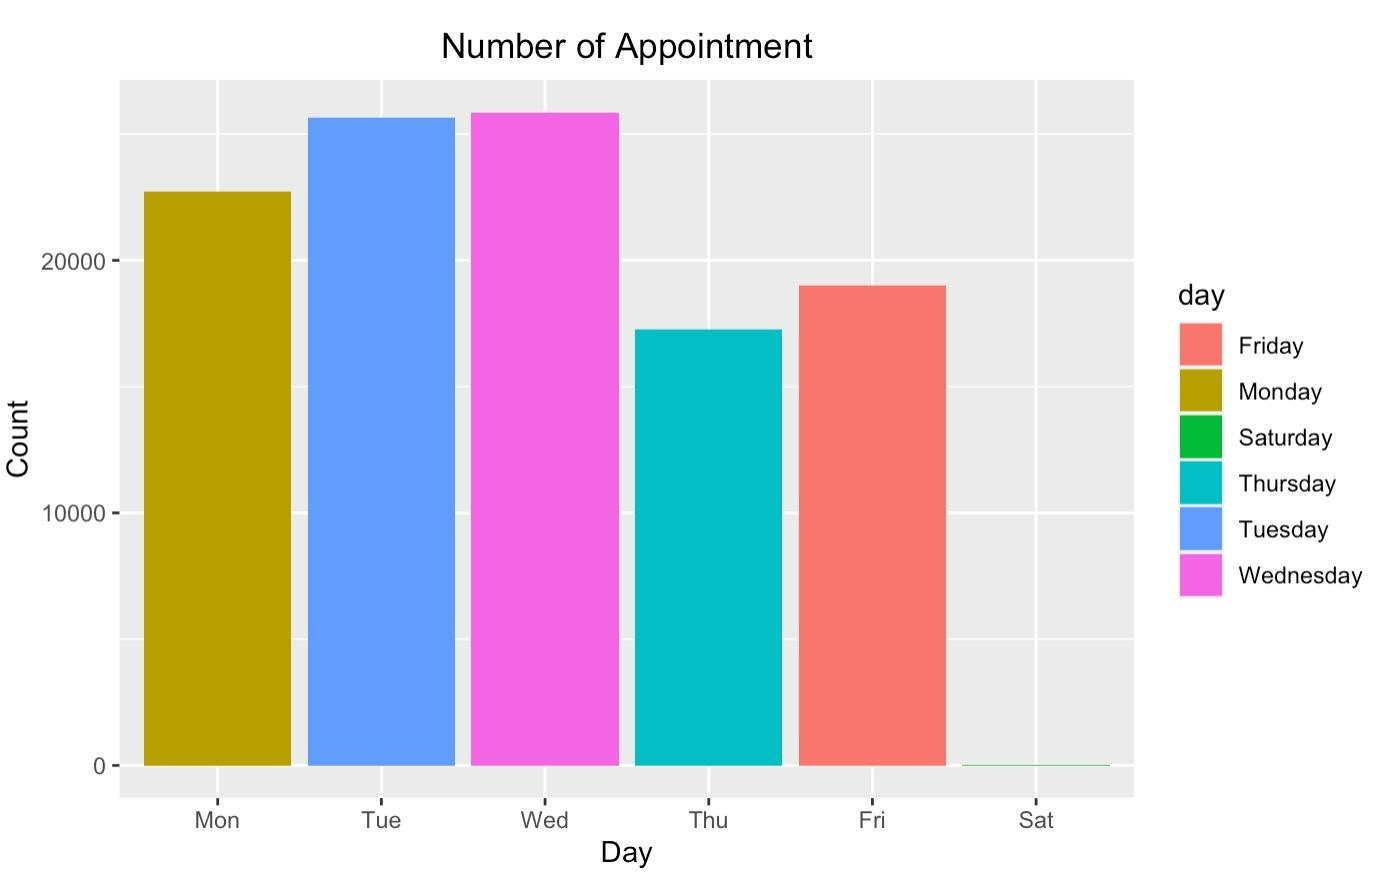 Number of Appointment
Count
20000
10000
0
Mon Tue Wed Thu Fri Sat
Day
day
Friday
Monday
Saturday
Thursday
Tuesday
Wednesday